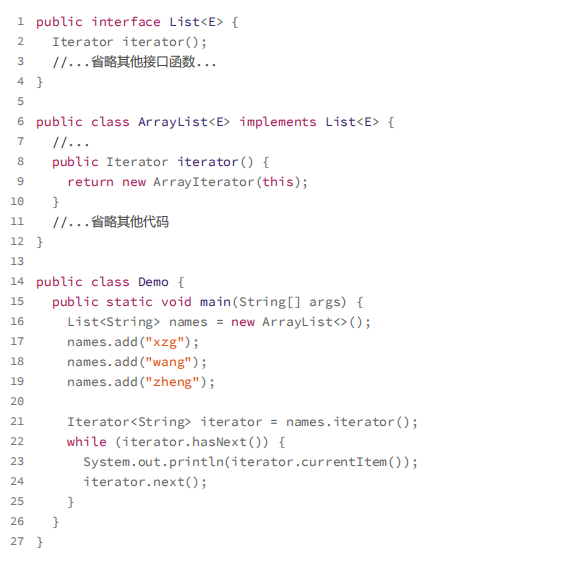 1 public interface List<E> {
2   Iterator iterator();
3   //...省略其他接口函数...
4 }
5
6 public class ArrayList<E> implements List<E> {
7   //...
8   public Iterator iterator() {
9     return new ArrayIterator(this);
10   }
11   //...省略其他代码
12 }
13
14 public class Demo {
15   public static void main(String[] args) {
16     List<String> names = new ArrayList<>();
17     names.add("xzg");
18     names.add("wang");
19     names.add("zheng");
20
21     Iterator<String> iterator = names.iterator();
22     while (iterator.hasNext()) {
23       System.out.println(iterator.currentItem());
24       iterator.next();
25     }
26   }
27 }